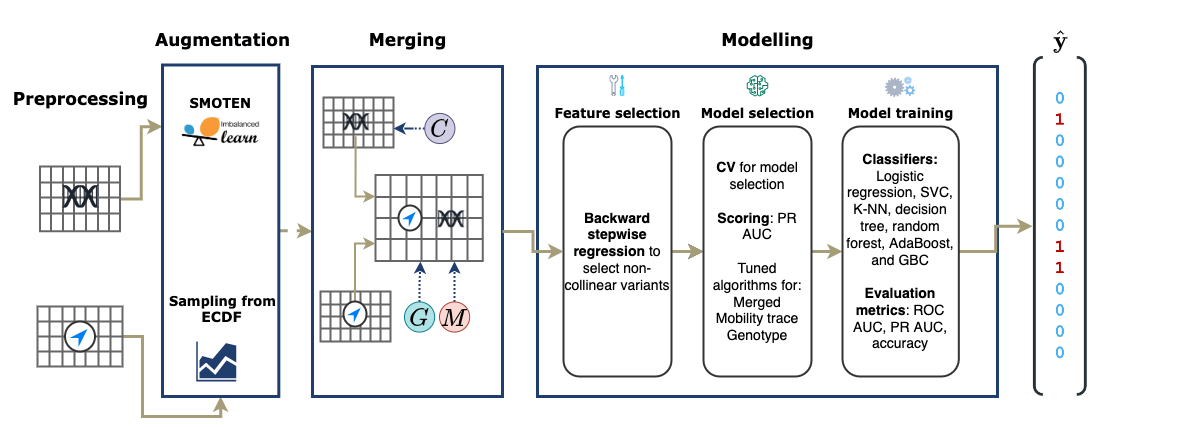 Preprocessing
Augmentation
SMOTEN
Imbalanced
learn
Sampling from
ECDF
Merging
C
G
M
Modelling
Feature selection
Backward
stepwise
regression to
select non-
collinear variants
Model selection
CV for model
selection
Scoring: PR
AUC
Tuned
algorithms for:
Merged
Mobility trace
Genotype
Model training
Classifiers:
Logistic
regression, SVC,
K-NN, decision
tree, random
forest, AdaBoost,
and GBC
Evaluation
metrics: ROC
AUC, PR AUC,
accuracy
ŷ
0
1
0
0
0
0
0
1
1
0
0
0
0